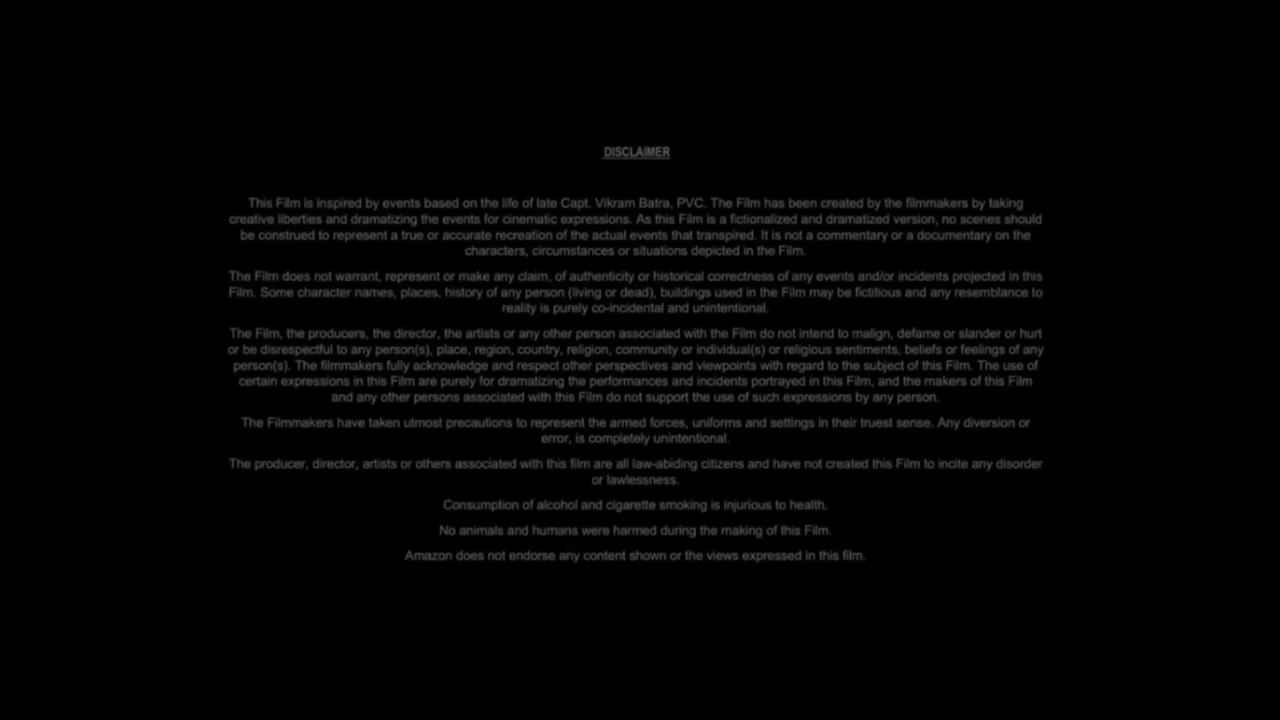 DISCLAIMER
This Film is inspired by events based on the life of late Capt. Vikram Batra, PVC. The Film has been created by the filmmakers by taking
creative liberties and dramatizing the events for cinematic expressions. As this Film is a fictionalized and dramatized version, no scenes should
be construed to represent a true or accurate recreation of the actual events that transpired. It is not a commentary or a documentary on the
characters, circumstances or situations depicted in the Film.
The Film does not warrant, represent or make any claim, of authenticity or historical correctness of any events and/or incidents projected in this
Film. Some character names, places, history of any person (living or dead), buildings used in the Film may be fictitious and any resemblance to
reality is purely co-incidental and unintentional.
The Film, the producers, the director, the artists or any other person associated with the Film do not intend to malign, defame or slander or hurt
or be disrespectful to any person(s), place, region, country, religion, community or individual(s) or religious sentiments, beliefs or feelings of any
person(s). The filmmakers fully acknowledge and respect other perspectives and viewpoints with regard to the subject of this Film. The use of
certain expressions in this Film are purely for dramatizing the performances and incidents portrayed in this Film, and the makers of this Film
and any other persons associated with this Film do not support the use of such expressions by any person.
The Filmmakers have taken utmost precautions to represent the armed forces, uniforms and settings in their truest sense. Any diversion or
error, is completely unintentional.
The producer, director, artists or others associated with this film are all law-abiding citizens and have not created this Film to incite any disorder
or lawlessness.
Consumption of alcohol and cigarette smoking is injurious to health.
No animals and humans were harmed during the making of this Film.
Amazon does not endorse any content shown or the views expressed in this film.